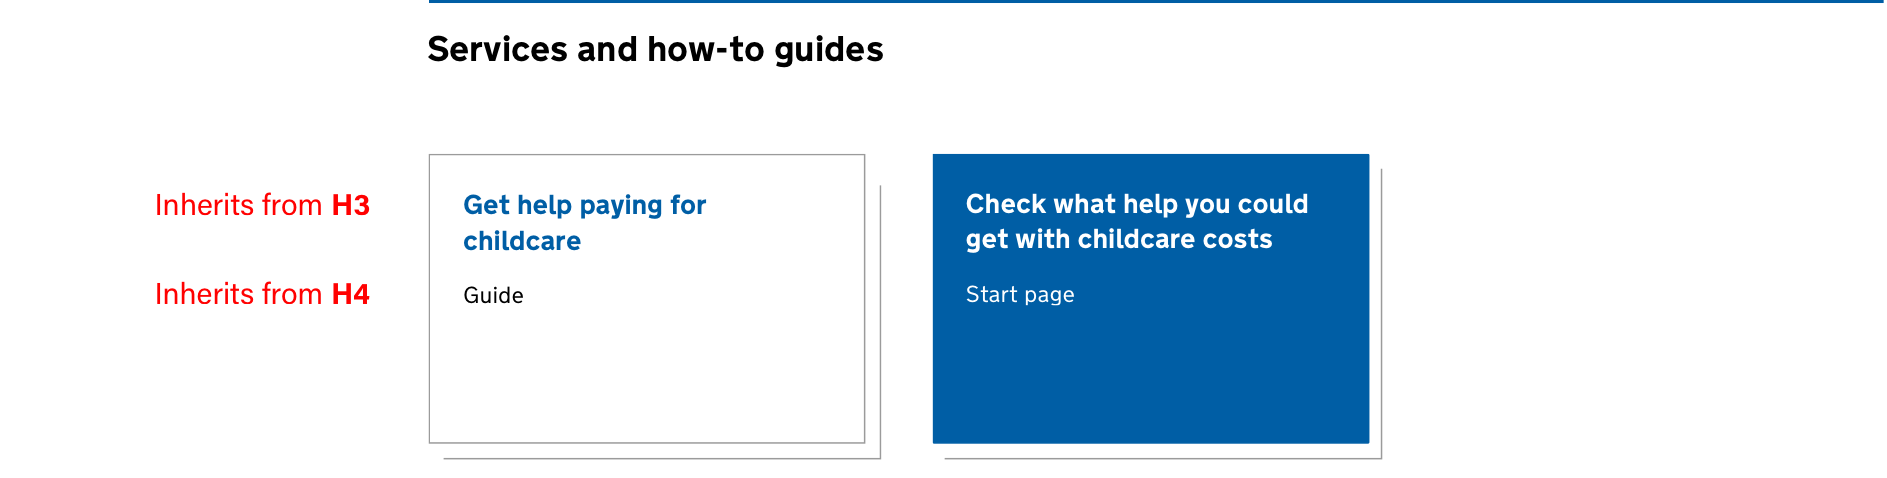 Services and how-to guides
Inherits from H3
Get help paying for
childcare
Check what help you could
get with childcare costs
Inherits from H4
Guide
Start page